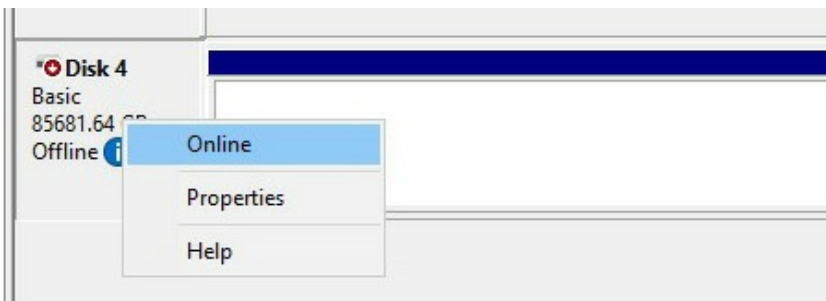 Disk 4
Basic
85681.64
Offline
Online
Properties
Help